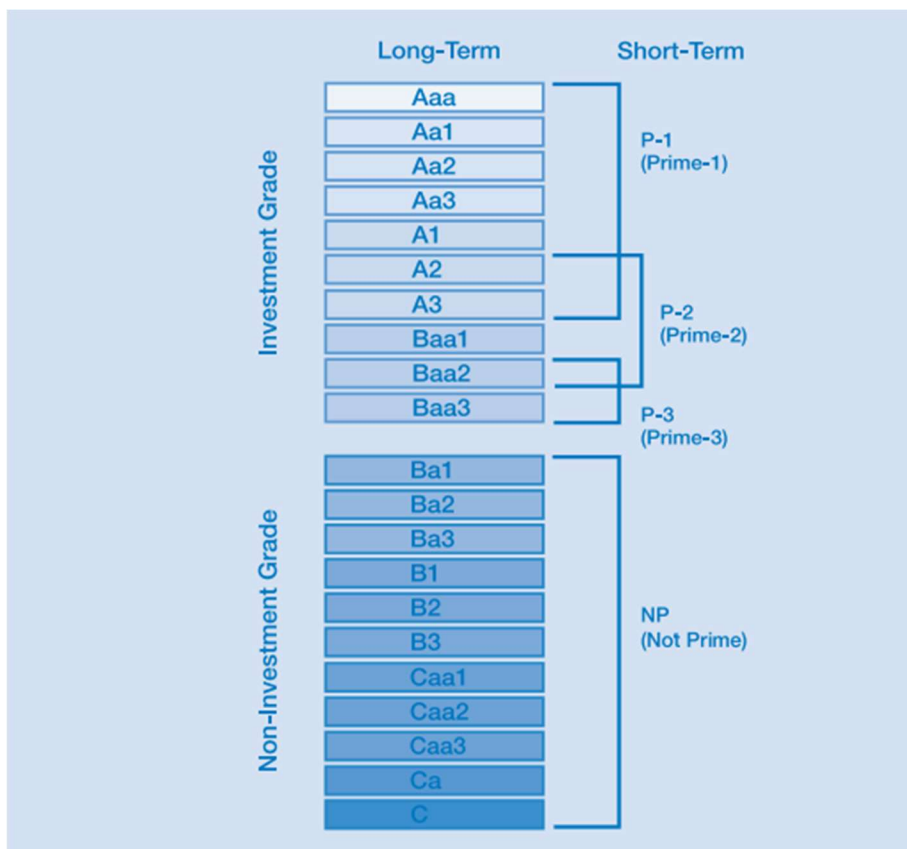 Long-Term
Short-Term
Investment Grade
Aaa
Aa1
Aa2
Aa3
A1
A2
A3
Baa1
Baa2
Baa3
P-1
(Prime-1)
P-2
(Prime-2)
P-3
(Prime-3)
Non-Investment Grade
Ba1
Ba2
Ba3
B1
B2
B3
Caa1
Caa2
Caa3
Ca
C
NP
(Not Prime)